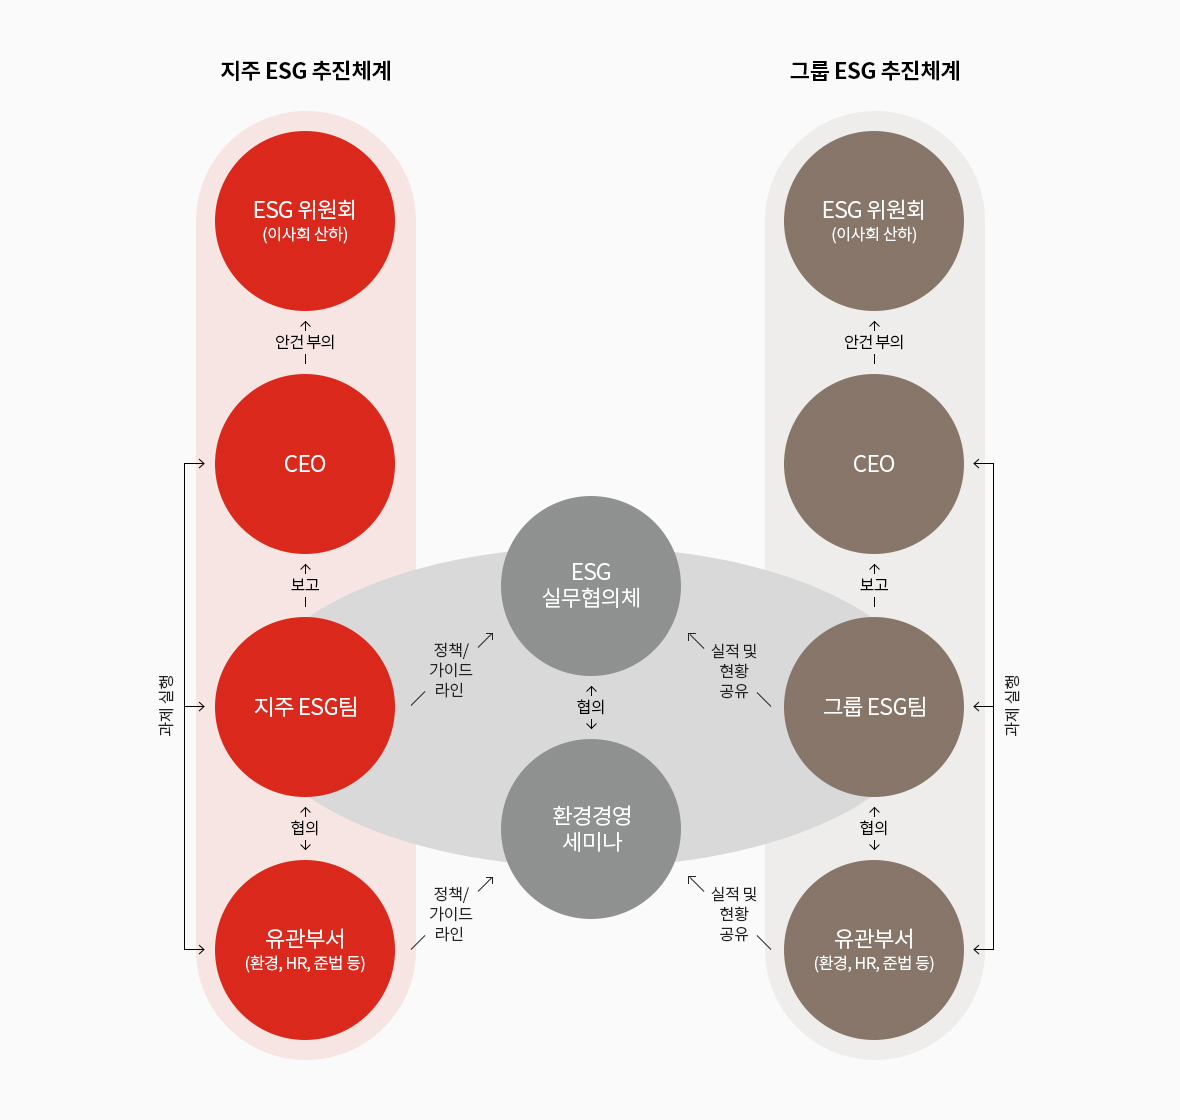 지주 ESG 추진체계
그룹 ESG 추진체계
ESG 위원회
(이사회 산하)
ESG 위원회
(이사회 산하)
안건 부의
안건 부의
CEO
CEO
보고
보고
ESG
실무협의체
정책/
가이드
라인
실적 및
현황
공유
과제 실행
지주 ESG팀
협의
그룹 ESG팀
과제 실행
협의
협의
환경경영
세미나
정책/
가이드
라인
실적 및
현황
공유
유관부서
(환경, HR, 준법 등)
유관부서
(환경, HR, 준법 등)